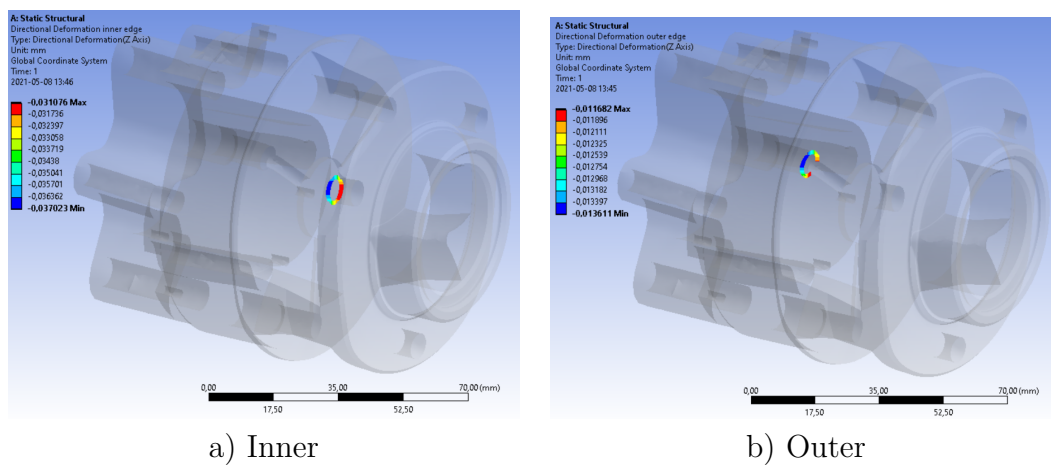 A: Static Structural
Directional Deformation inner edge
Type: Directional Deformation(Z Axis)
Unit: mm
Global Coordinate System
Time: 1
2021-05-08 13:46
-0,031076 Max
-0,031736
-0,032397
-0,033058
-0,033719
-0,03438
-0,035041
-0,035701
-0,036362
-0,037023 Min
0,00
35,00
70,00 (mm)
17,50
52,50
a) Inner
A: Static Structural
Directional Deformation outer edge
Type: Directional Deformation(Z Axis)
Unit: mm
Global Coordinate System
Time: 1
2021-05-08 13:45
-0,011682 Max
-0,011896
-0,012111
-0,012325
-0,012539
-0,012754
-0,012968
-0,013182
-0,013397
-0,013611 Min
0,00
35,00
70,00 (mm)
17,50
52,50
b) Outer